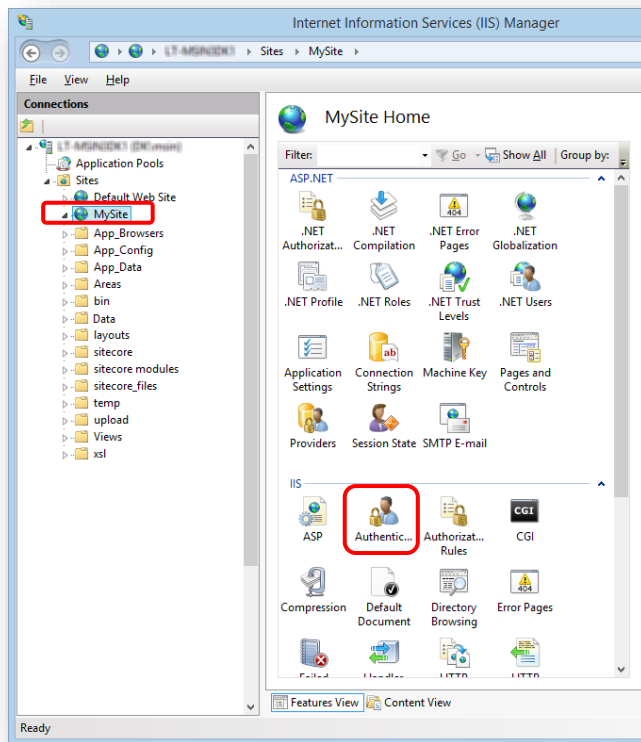 Internet Information Services (IIS) Manager
Sites MySite
File View Help
Connections
Application Pools
Sites
Default Web Site
MySite
App_Browsers
App_Config
App_Data
Areas
bin
Data
layouts
sitecore
sitecore modules
sitecore_files
temp
upload
Views
xsl
MySite Home
Filter: Go Show All Group by:
ASP.NET
.NET Authorizat...
.NET Compilation
.NET Error Pages
.NET Globalization
.NET Profile
.NET Roles
.NET Trust Levels
.NET Users
Application Settings
Connection Strings
Machine Key
Pages and Controls
Providers
Session State
SMTP E-mail
IIS
ASP
Authentic...
Authorizat... Rules
CGI
CGI
Compression
Default Document
Directory Browsing
Error Pages
404
404
ab
Features View Content View
Ready